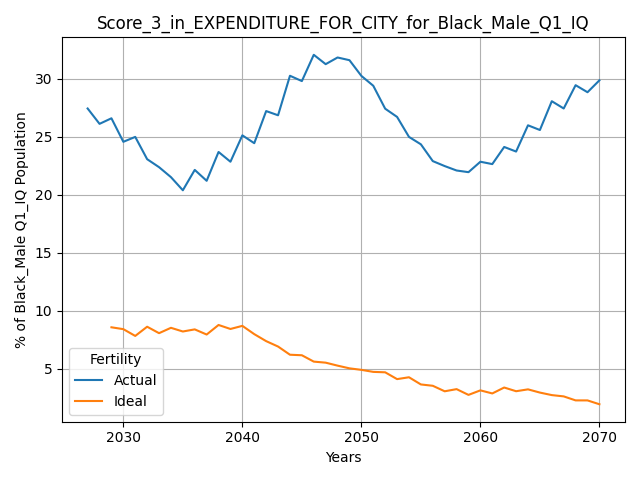 Score_3_in_EXPENDITURE_FOR_CITY_for_Black_Male_Q1_IQ
% of Black_Male Q1_IQ Population
30
25
20
15
10
5
Fertility
Actual
Ideal
2030 2040 2050 2060 2070
Years